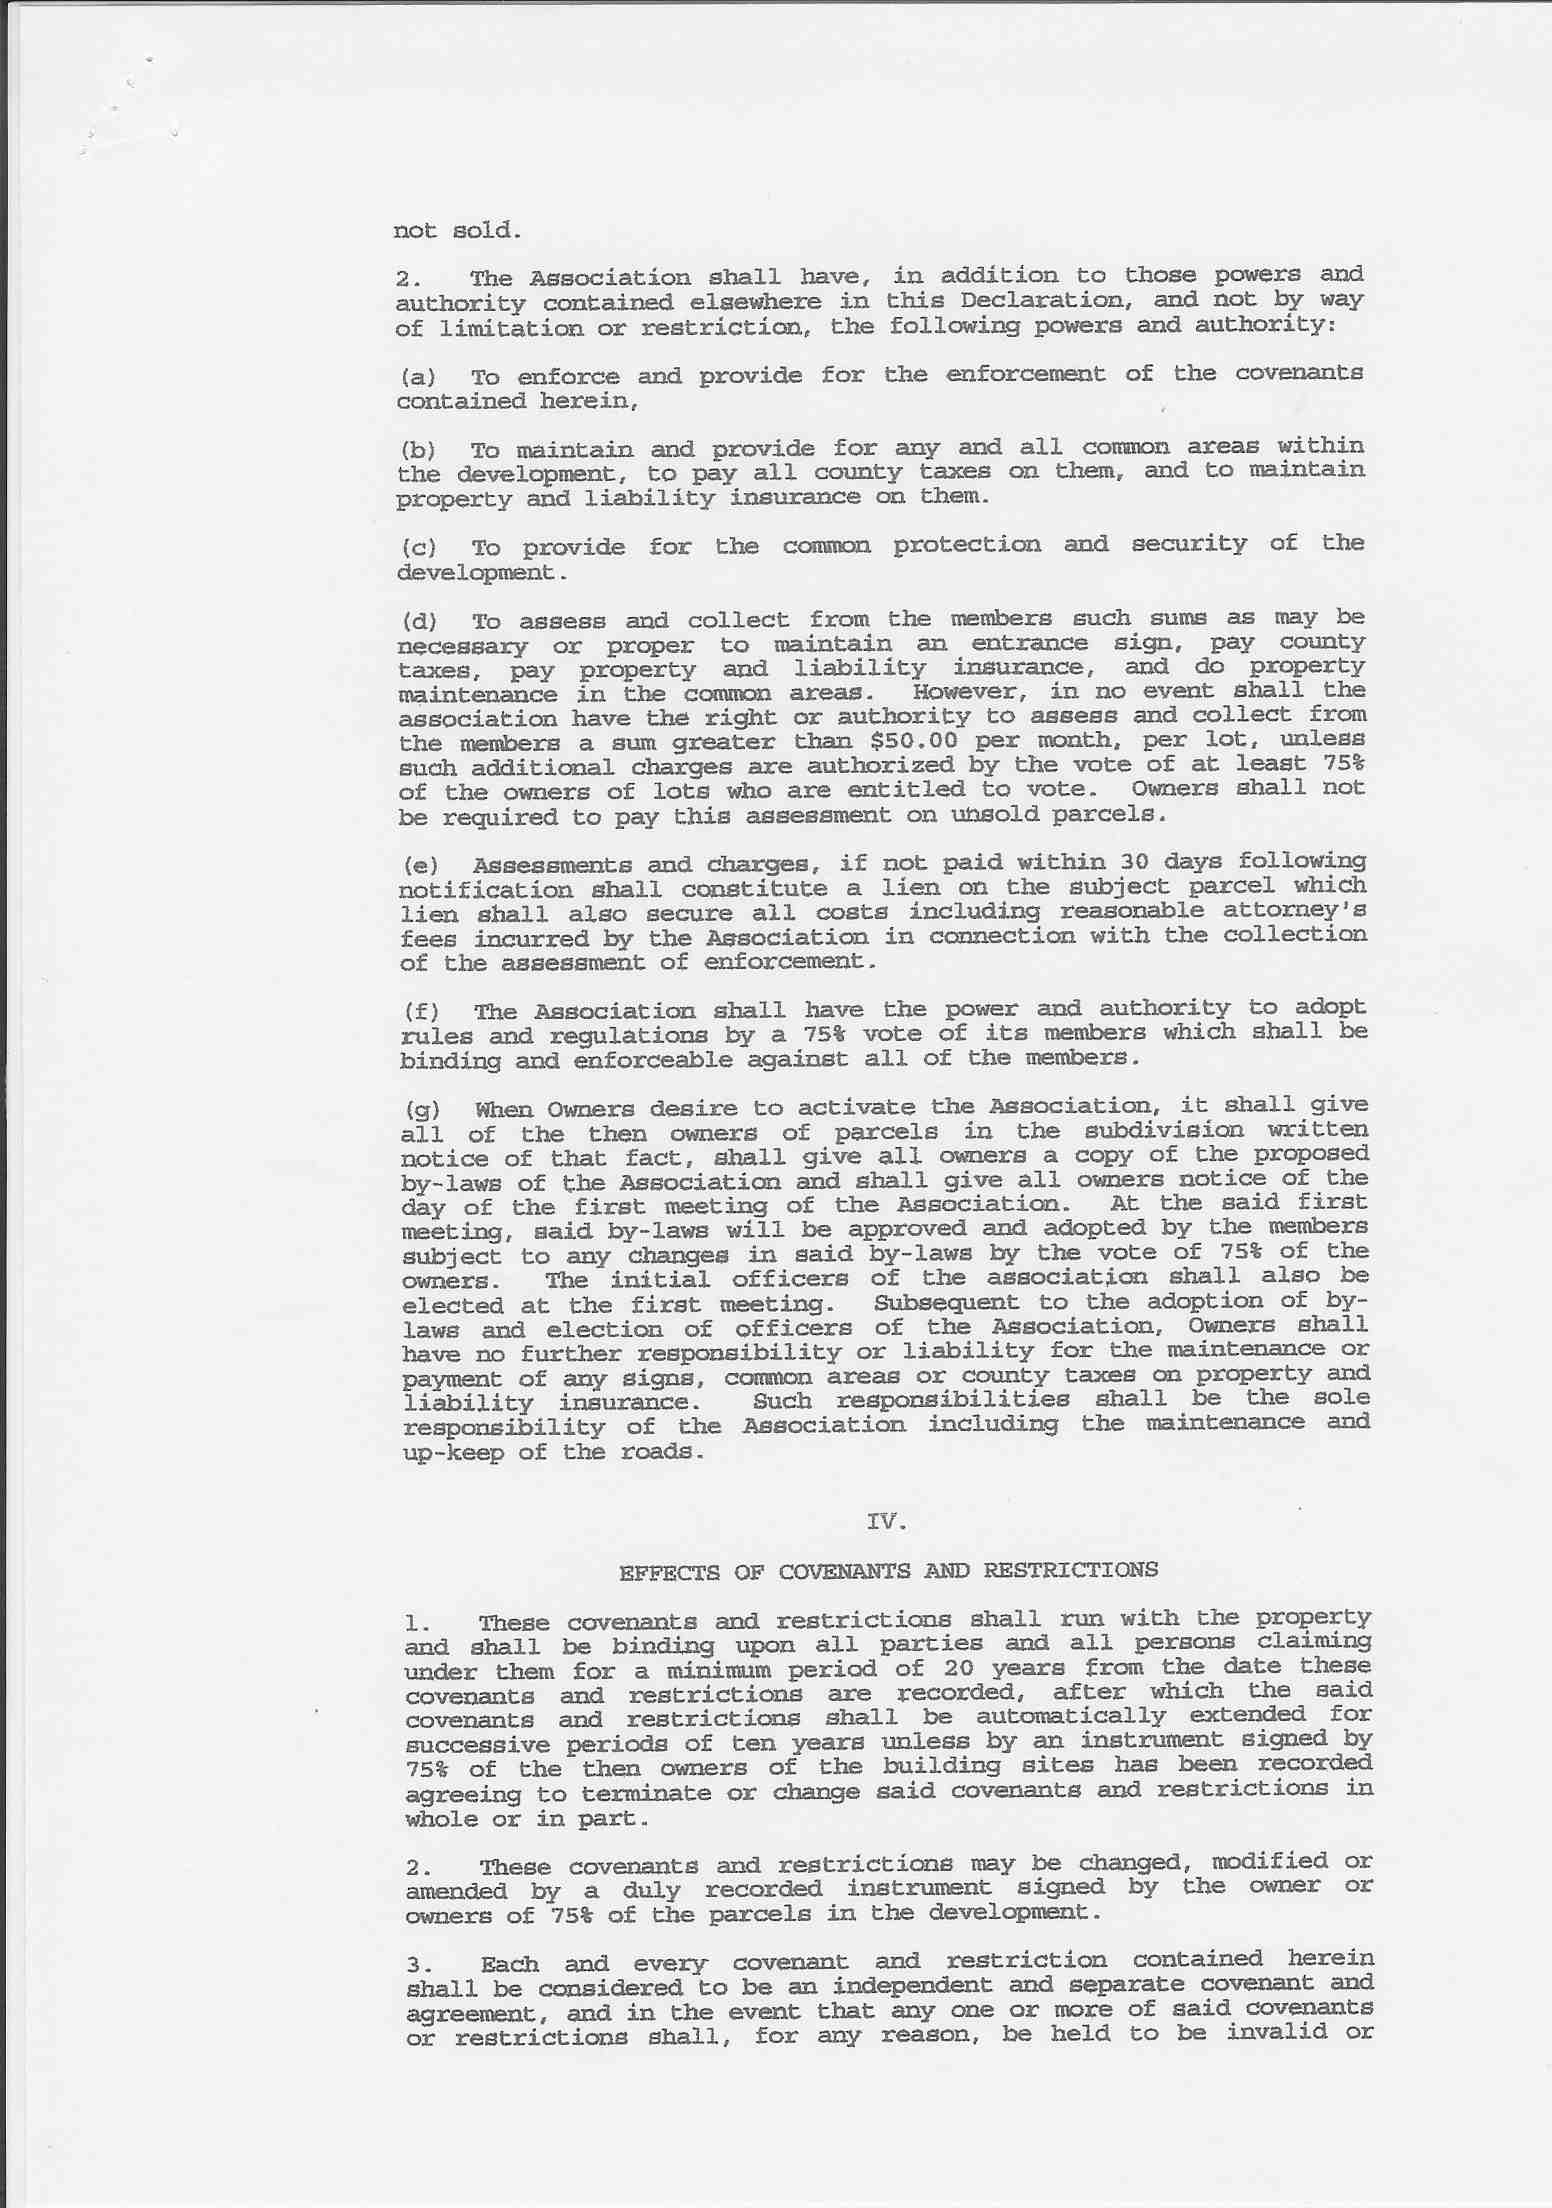 not sold.
2. The Association shall have, in addition to those powers and
authority contained elsewhere in this Declaration, and not by way
of limitation or restriction, the following powers and authority:
(a) To enforce and provide for the enforcement of the covenants
contained herein,
(b) To maintain and provide for any and all common areas within
the development, to pay all county taxes on them, and to maintain
property and liability insurance on them.
(c) To provide for the common protection and security of the
development.
(d) To assess and collect from the members such sums as may be
necessary or proper to maintain an entrance sign, pay county
taxes, pay property and liability insurance, and do property
maintenance in the common areas. However, in no event shall the
association have the right or authority to assess and collect from
the members a sum greater than $50.00 per month, per lot, unless
such additional charges are authorized by the vote of at least 75%
of the owners of lots who are entitled to vote. Owners shall not
be required to pay this assessment on unsold parcels.
(e) Assessments and charges, if not paid within 30 days following
notification shall constitute a lien on the subject parcel which
lien shall also secure all costs including reasonable attorney's
fees incurred by the Association in connection with the collection
of the assessment of enforcement.
(f) The Association shall have the power and authority to adopt
rules and regulations by a 75% vote of its members which shall be
binding and enforceable against all of the members.
(g) When Owners desire to activate the Association, it shall give
all of the then owners of parcels in the subdivision written
notice of that fact, shall give all owners a copy of the proposed
by-laws of the Association and shall give all owners notice of the
day of the first meeting of the Association. At the said first
meeting, said by-laws will be approved and adopted by the members
subject to any changes in said by-laws by the vote of 75% of the
owners. The initial officers of the association shall also be
elected at the first meeting. Subsequent to the adoption of by-
laws and election of officers of the Association, Owners shall
have no further responsibility or liability for the maintenance or
payment of any signs, common areas or county taxes on property and
liability insurance. Such responsibilities shall be the sole
responsibility of the Association including the maintenance and
up-keep of the roads.
IV.
EFFECTS OF COVENANTS AND RESTRICTIONS
1. These covenants and restrictions shall run with the property
and shall be binding upon all parties and all persons claiming
under them for a minimum period of 20 years from the date these
covenants and restrictions are recorded, after which the said
covenants and restrictions shall be automatically extended for
successive periods of ten years unless by an instrument signed by
75% of the then owners of the building sites has been recorded
agreeing to terminate or change said covenants and restrictions in
whole or in part.
2. These covenants and restrictions may be changed, modified or
amended by a duly recorded instrument signed by the owner or
owners of 75% of the parcels in the development.
3. Each and every covenant and restriction contained herein
shall be considered to be an independent and separate covenant and
agreement, and in the event that any one or more of said covenants
or restrictions shall, for any reason, be held to be invalid or